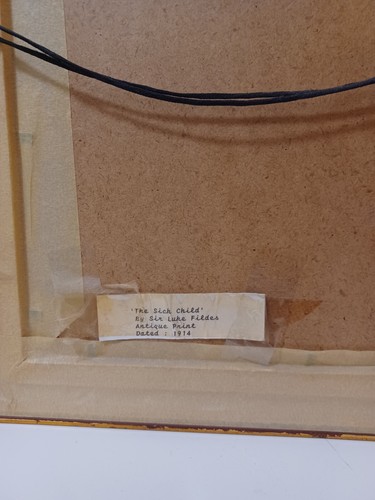 'The Sick Child'
By Sir Luke Fildes
Antique Print
Dated : 1914